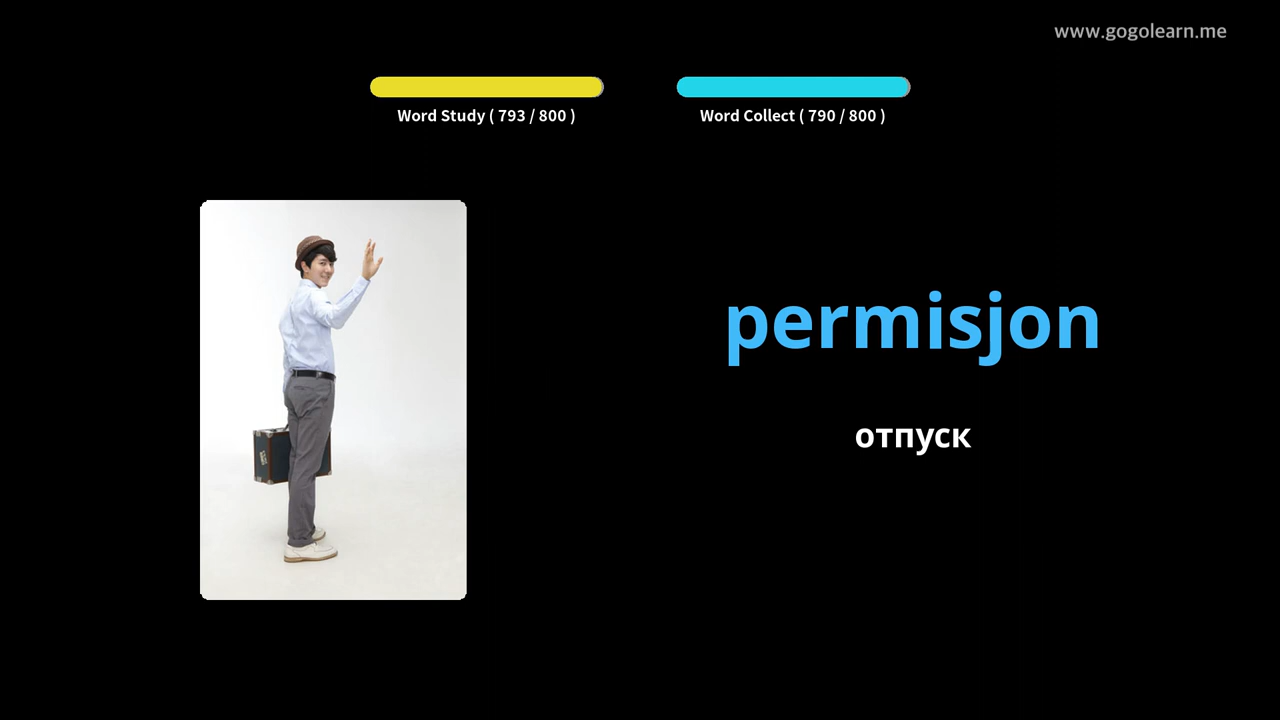 www.gogolearn.me
Word Study ( 793 / 800 )
Word Collect ( 790 / 800 )
permisjon
отпуск